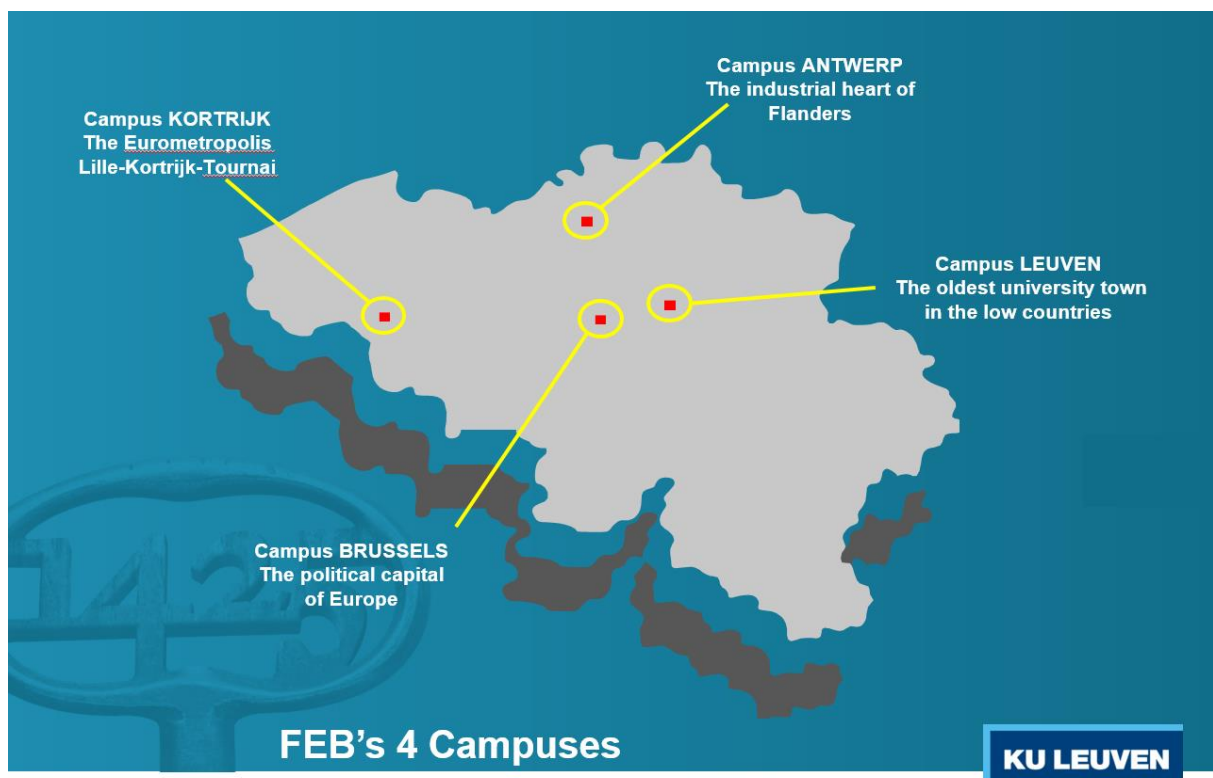 Campus ANTWERP
The industrial heart of
Flanders
Campus KORTRIJK
The Eurometropolis
Lille-Kortrijk-Tournai
Campus LEUVEN
The oldest university town
in the low countries
Campus BRUSSELS
The political capital
of Europe
1425
FEB's 4 Campuses
KU LEUVEN